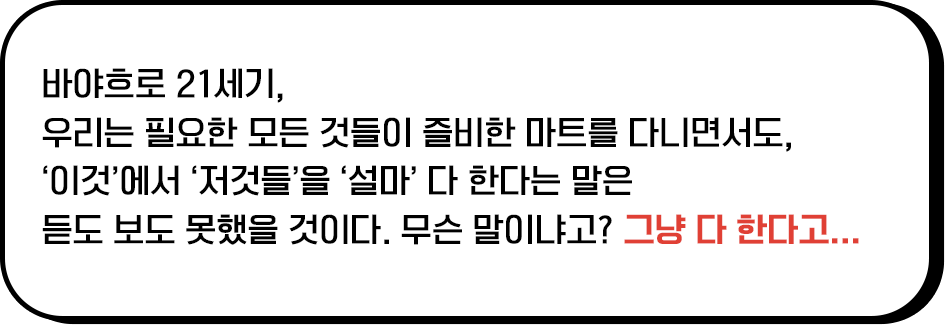 바야흐로 21세기,
우리는 필요한 모든 것들이 즐비한 마트를 다니면서도,
‘이것’에서 ‘저것들’을 ‘설마’ 다 한다는 말은
듣도 보도 못했을 것이다. 무슨 말이냐고? 그냥 다 한다고...